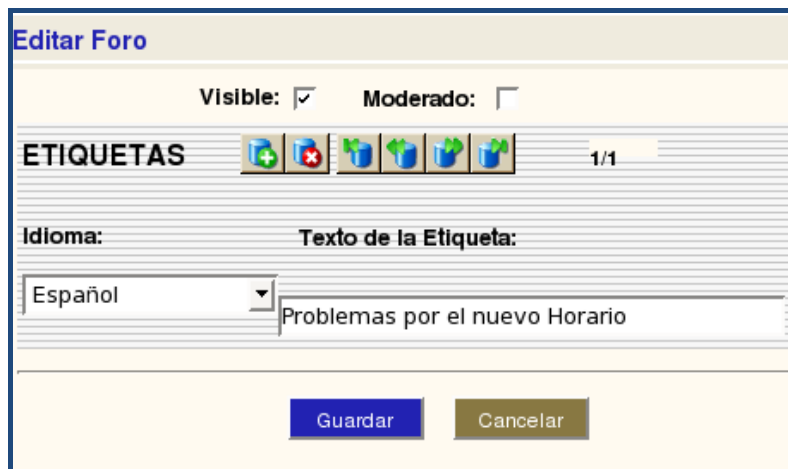 Editar Foro
Visible: Moderado:
ETIQUETAS 1/1
Idioma: Texto de la Etiqueta:
Español
Problemas por el nuevo Horario
Guardar Cancelar